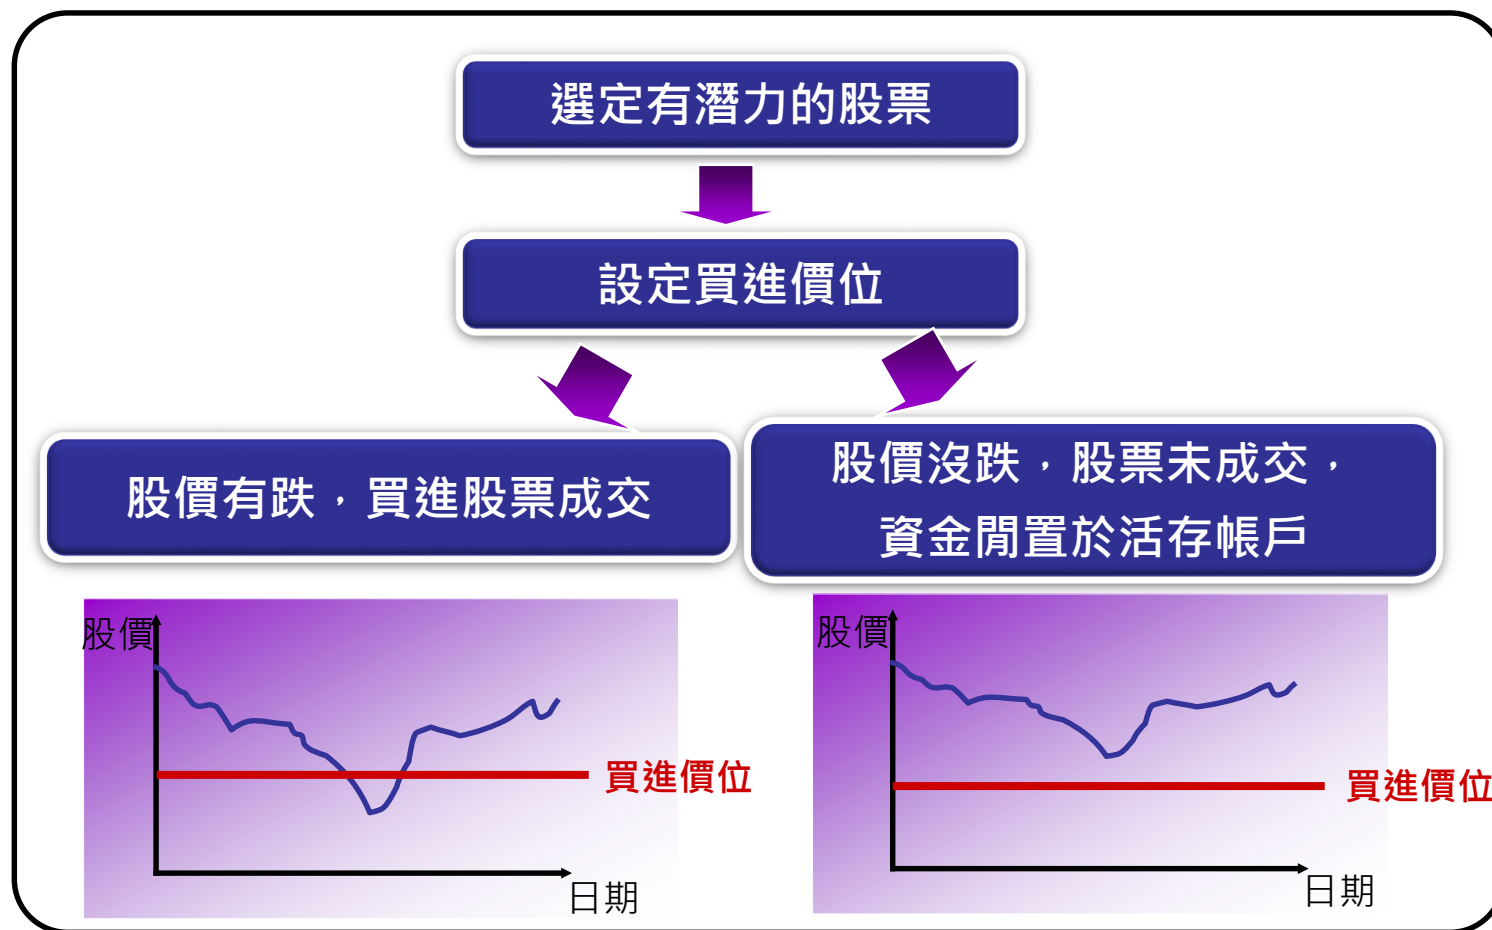 選定有潛力的股票
設定買進價位
股價有跌，買進股票成交
股價沒跌，股票未成交，
資金閒置於活存帳戶
股價
買進價位
日期
股價
買進價位
日期